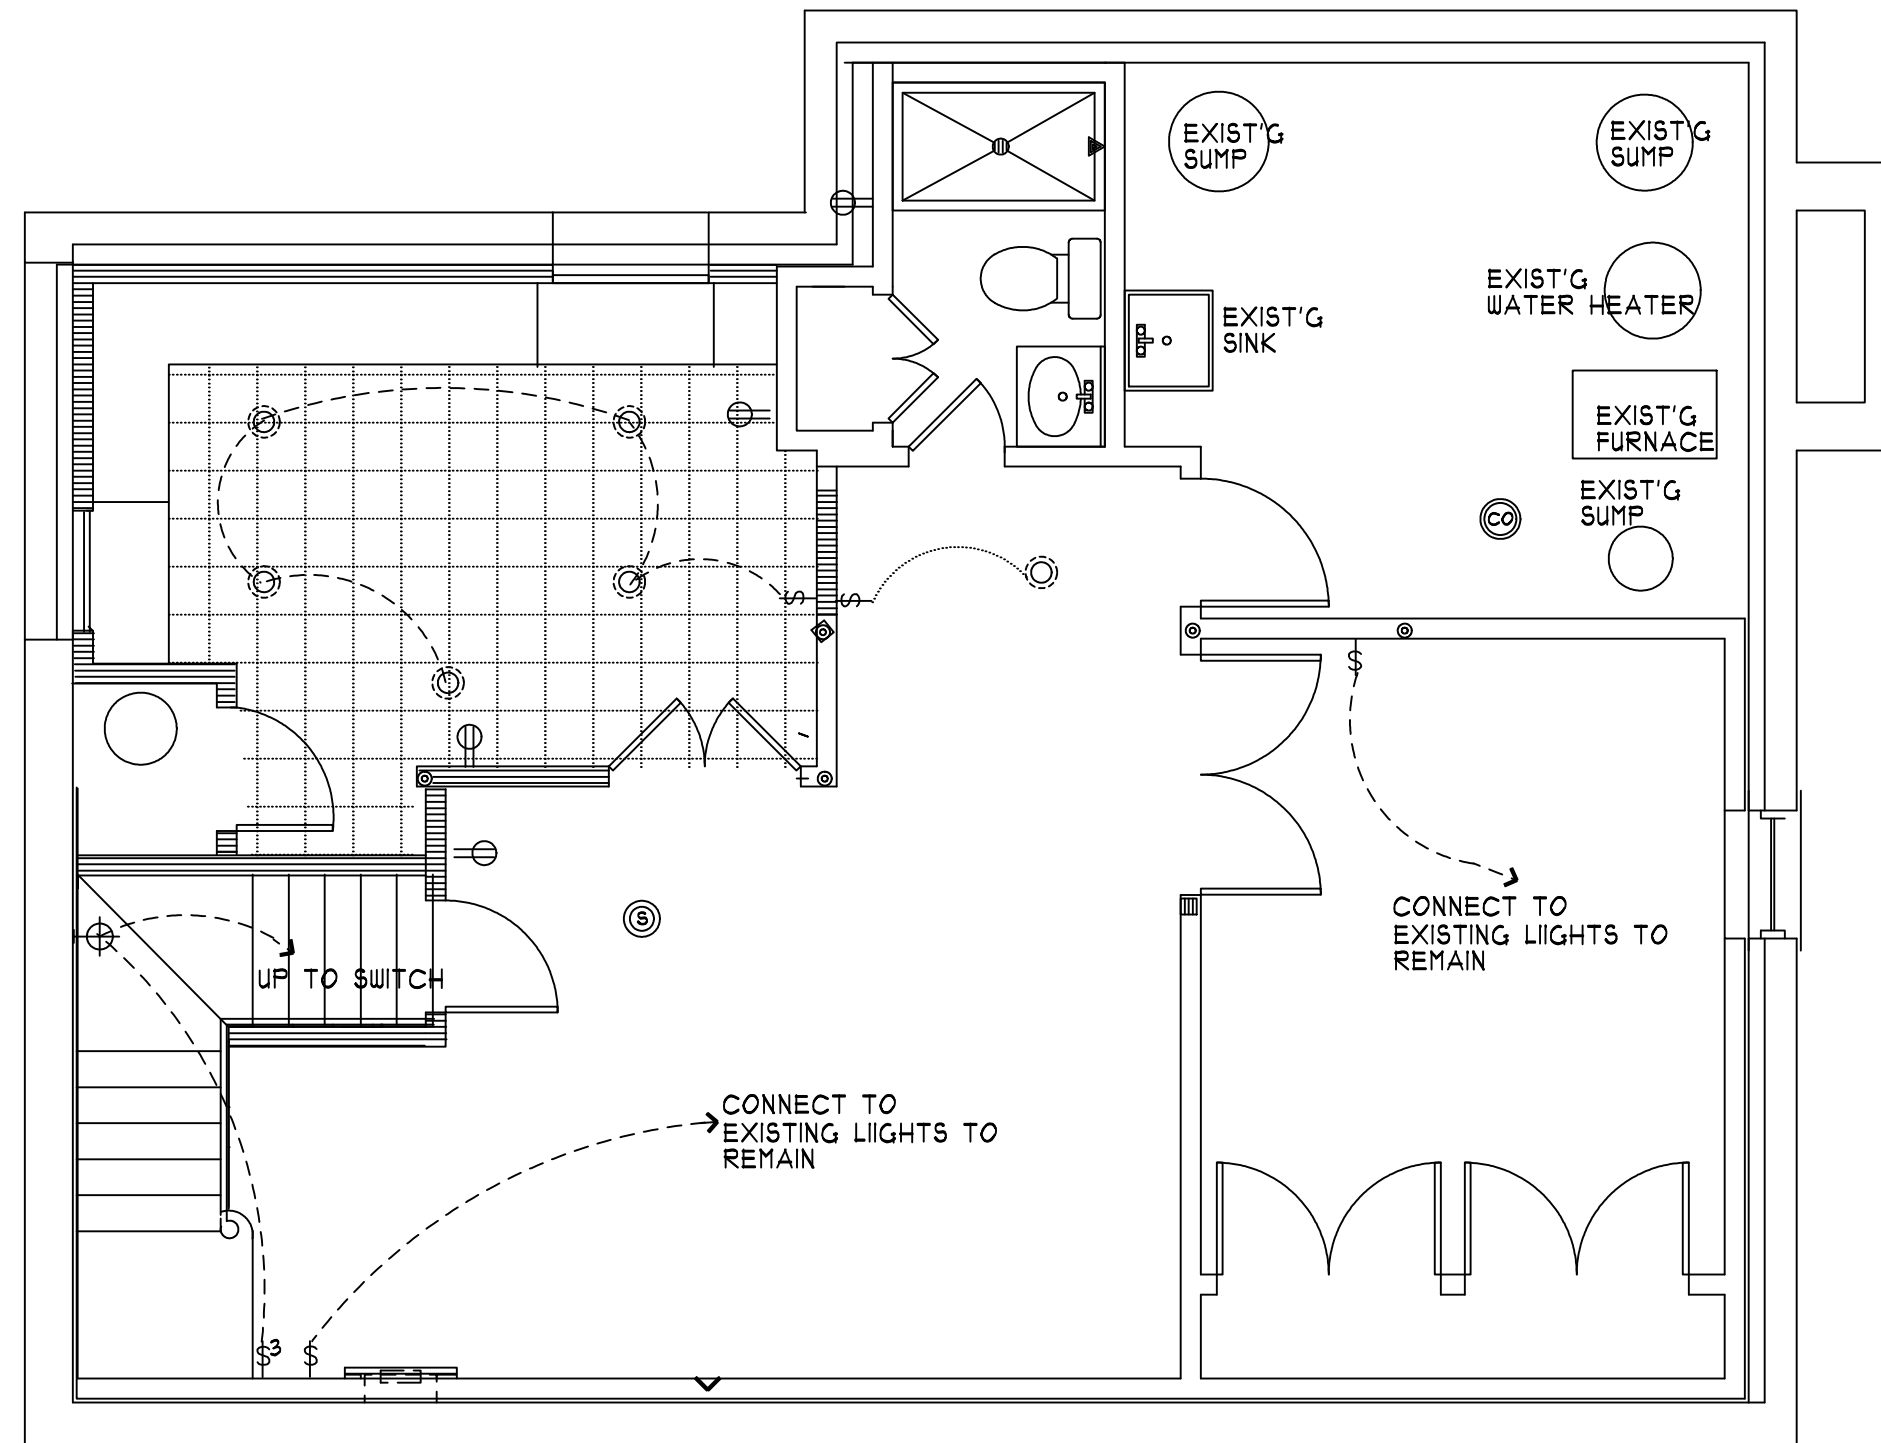 EXIST'G
SUMP
EXIST'G
SUMP
EXIST'G
WATER HEATER
EXIST'G
SINK
EXIST'G
FURNACE
EXIST'G
SUMP
CO
S
S
S
S
CONNECT TO
EXISTING LIIGHTS TO
REMAIN
UP TO SWITCH
CONNECT TO
EXISTING LIIGHTS TO
REMAIN
S3
S